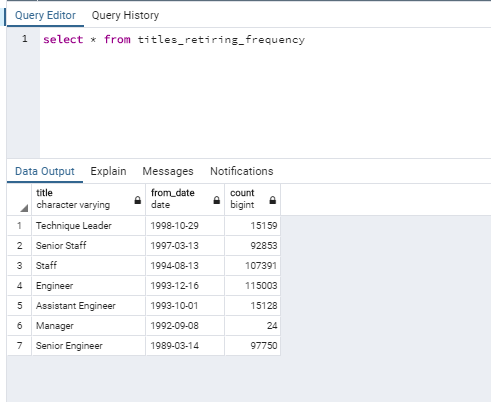 Query Editor Query History
1 select * from titles_retiring_frequency
Data Output Explain Messages Notifications
title from_date count
character varying date bigint
1 Technique Leader 1998-10-29 15159
2 Senior Staff 1997-03-13 92853
3 Staff 1994-08-13 107391
4 Engineer 1993-12-16 115003
5 Assistant Engineer 1993-10-01 15128
6 Manager 1992-09-08 24
7 Senior Engineer 1989-03-14 97750